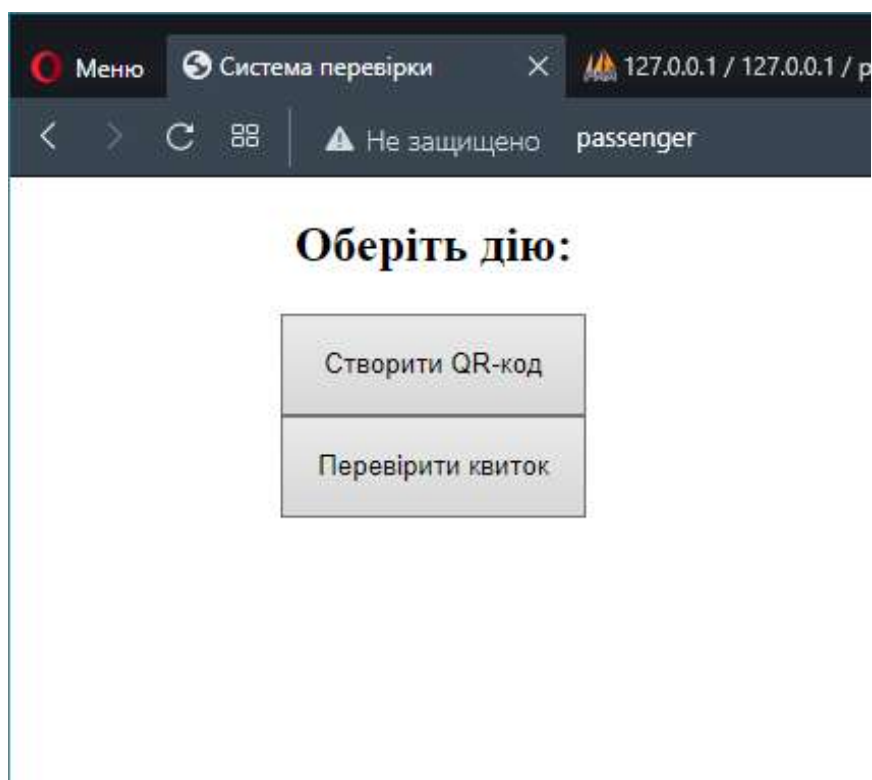 Меню Система перевірки 127.0.0.1 / 127.0.0.1 / p
Не защищено passenger
Оберіть дію:
Створити QR-код
Перевірити квиток